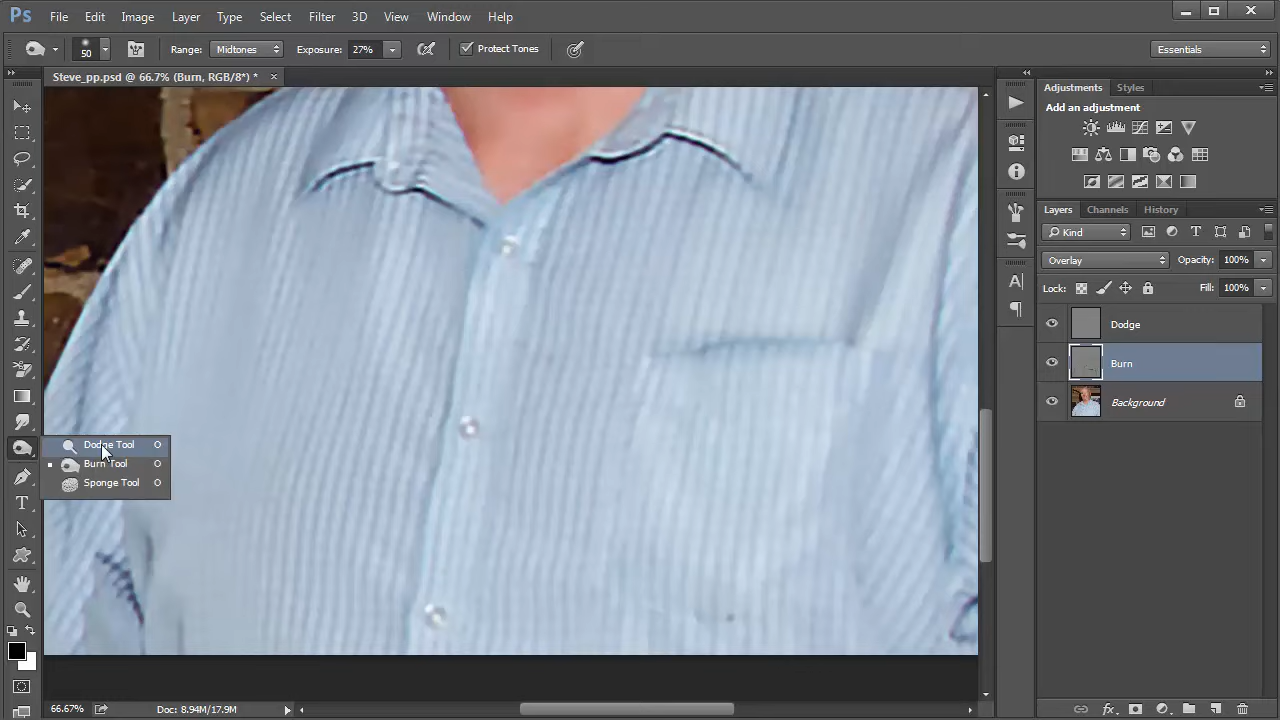 Ps File Edit Image Layer Type Select Filter 3D View Window Help
50 Range: Midtones Exposure: 27% Protect Tones Essentials
Steve_pp.psd @ 66.7% (Burn, RGB/8*) *
Adjustments Styles
Add an adjustment
Layers Channels History
Kind
Overlay Opacity: 100%
Lock: Fill: 100%
Dodge
Burn
Background
Dodge Tool O
Burn Tool O
Sponge Tool O
66.67% Doc: 8.94M/17.9M